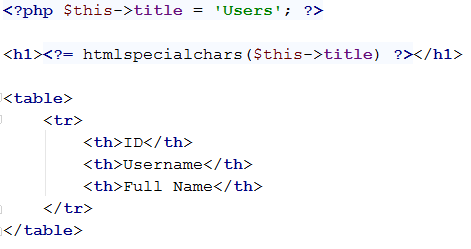 <?php $this->title = 'Users'; ?>
<h1><?= htmlspecialchars($this->title) ?></h1>
<table>
<tr>
<th>ID</th>
<th>Username</th>
<th>Full Name</th>
</tr>
</table>